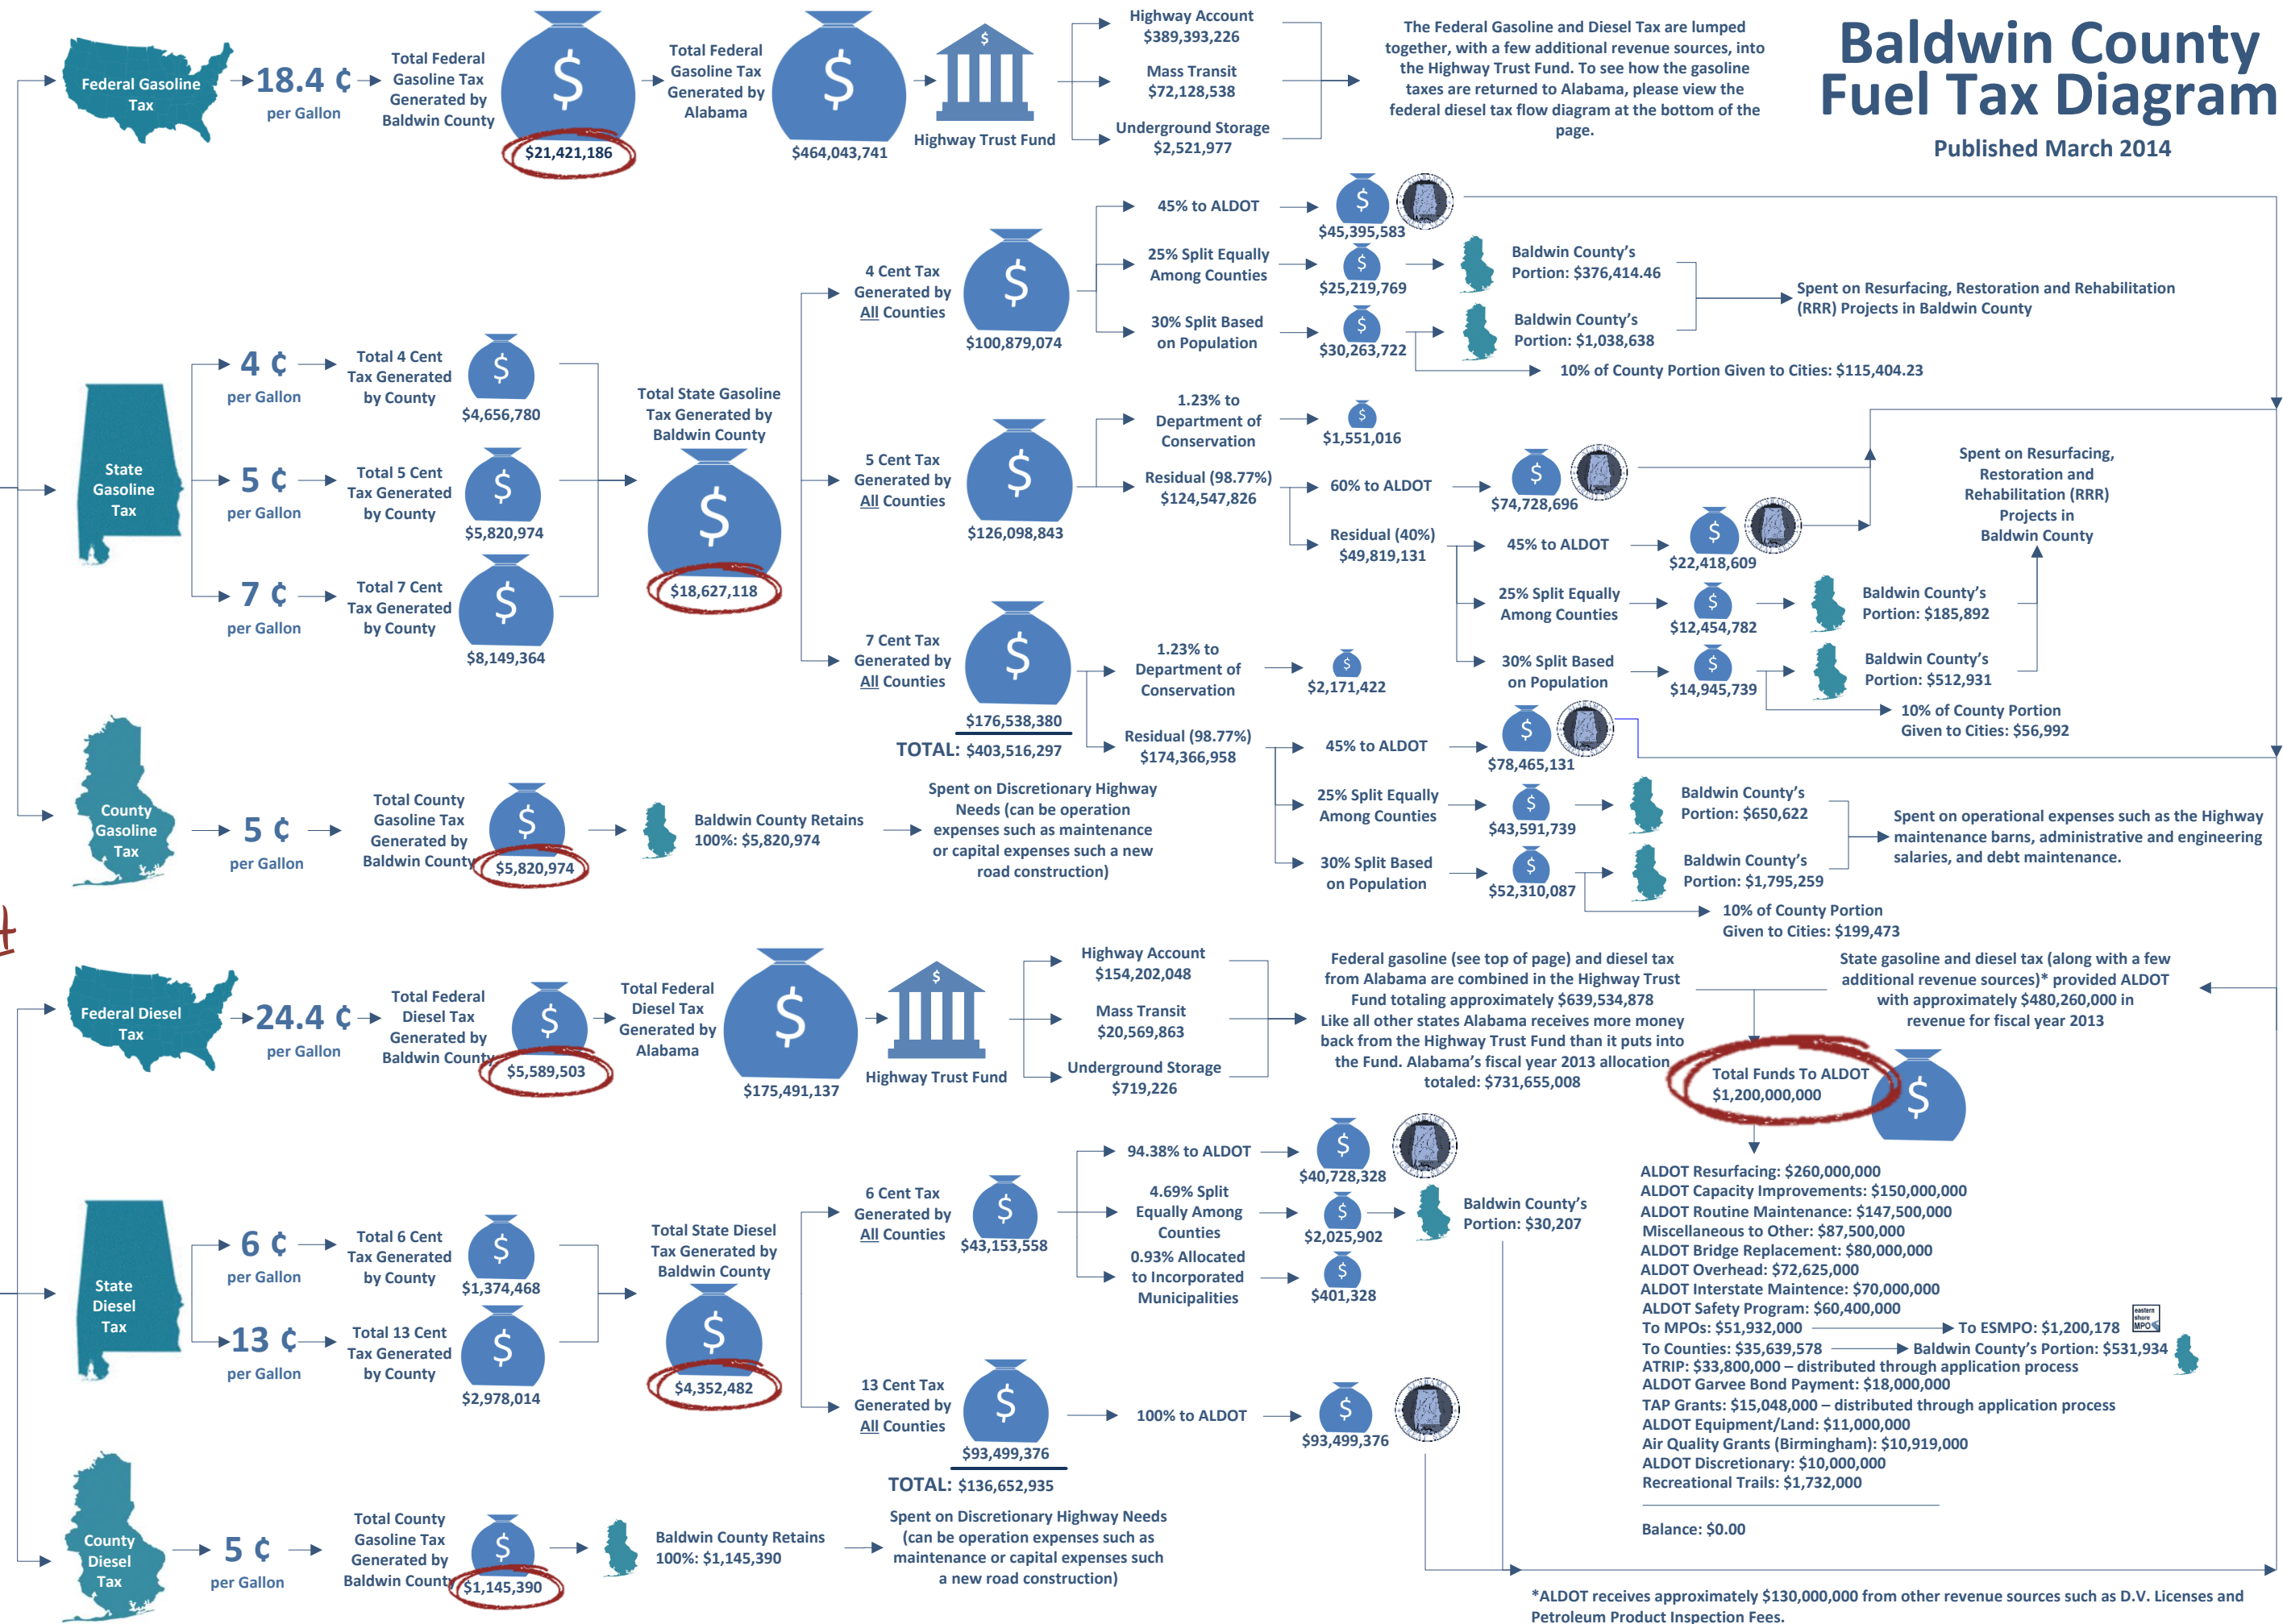 Baldwin County
Fuel Tax Diagram
Published March 2014
Federal Gasoline
Tax
18.4 ¢
per Gallon
Total Federal
Gasoline Tax
Generated by
Baldwin County
$
$21,421,186
Total Federal
Gasoline Tax
Generated by
Alabama
$
$464,043,741
$
Highway Trust Fund
Highway Account
$389,393,226
Mass Transit
$72,128,538
Underground Storage
$2,521,977
The Federal Gasoline and Diesel Tax are lumped
together, with a few additional revenue sources, into
the Highway Trust Fund. To see how the gasoline
taxes are returned to Alabama, please view the
federal diesel tax flow diagram at the bottom of the
page.
State
Gasoline
Tax
4 ¢
per Gallon
Total 4 Cent
Tax Generated
by County
$
$4,656,780
5 ¢
per Gallon
Total 5 Cent
Tax Generated
by County
$
$5,820,974
7 ¢
per Gallon
Total 7 Cent
Tax Generated
by County
$
$8,149,364
Total State Gasoline
Tax Generated by
Baldwin County
$
$18,627,118
4 Cent Tax
Generated by
All Counties
$
$100,879,074
45% to ALDOT
$
$45,395,583
25% Split Equally
Among Counties
$
$25,219,769
Baldwin County's
Portion: $376,414.46
30% Split Based
on Population
$
$30,263,722
Baldwin County's
Portion: $1,038,638
10% of County Portion Given to Cities: $115,404.23
Spent on Resurfacing, Restoration and Rehabilitation
(RRR) Projects in Baldwin County
5 Cent Tax
Generated by
All Counties
$
$126,098,843
1.23% to
Department of
Conservation
$
$1,551,016
Residual (98.77%)
$124,547,826
60% to ALDOT
$
$74,728,696
Residual (40%)
$49,819,131
45% to ALDOT
$
$22,418,609
25% Split Equally
Among Counties
$
$12,454,782
Baldwin County's
Portion: $185,892
30% Split Based
on Population
$
$14,945,739
Baldwin County's
Portion: $512,931
10% of County Portion
Given to Cities: $56,992
Spent on Resurfacing,
Restoration and
Rehabilitation (RRR)
Projects in
Baldwin County
7 Cent Tax
Generated by
All Counties
$
$176,538,380
TOTAL: $403,516,297
1.23% to
Department of
Conservation
$
$2,171,422
Residual (98.77%)
$174,366,958
45% to ALDOT
$
$78,465,131
25% Split Equally
Among Counties
$
$43,591,739
Baldwin County's
Portion: $650,622
30% Split Based
on Population
$
$52,310,087
Baldwin County's
Portion: $1,795,259
10% of County Portion
Given to Cities: $199,473
Spent on operational expenses such as the Highway
maintenance barns, administrative and engineering
salaries, and debt maintenance.
County
Gasoline
Tax
5 ¢
per Gallon
Total County
Gasoline Tax
Generated by
Baldwin County
$
$5,820,974
Baldwin County Retains
100%: $5,820,974
Spent on Discretionary Highway
Needs (can be operation
expenses such as maintenance
or capital expenses such a new
road construction)
Federal Diesel
Tax
24.4 ¢
per Gallon
Total Federal
Diesel Tax
Generated by
Baldwin County
$
$5,589,503
Total Federal
Diesel Tax
Generated by
Alabama
$
$175,491,137
$
Highway Trust Fund
Highway Account
$154,202,048
Mass Transit
$20,569,863
Underground Storage
$719,226
Federal gasoline (see top of page) and diesel tax
from Alabama are combined in the Highway Trust
Fund totaling approximately $639,534,878
Like all other states Alabama receives more money
back from the Highway Trust Fund than it puts into
the Fund. Alabama's fiscal year 2013 allocation
totaled: $731,655,008
State gasoline and diesel tax (along with a few
additional revenue sources)* provided ALDOT
with approximately $480,260,000 in
revenue for fiscal year 2013
Total Funds To ALDOT
$1,200,000,000
$
ALDOT Resurfacing: $260,000,000
ALDOT Capacity Improvements: $150,000,000
ALDOT Routine Maintenance: $147,500,000
Miscellaneous to Other: $87,500,000
ALDOT Bridge Replacement: $80,000,000
ALDOT Overhead: $72,625,000
ALDOT Interstate Maintence: $70,000,000
ALDOT Safety Program: $60,400,000
To MPOs: $51,932,000
To ESMPO: $1,200,178
eastern
shore
MPO
To Counties: $35,639,578
Baldwin County's Portion: $531,934
ATRIP: $33,800,000 – distributed through application process
ALDOT Garvee Bond Payment: $18,000,000
TAP Grants: $15,048,000 – distributed through application process
ALDOT Equipment/Land: $11,000,000
Air Quality Grants (Birmingham): $10,919,000
ALDOT Discretionary: $10,000,000
Recreational Trails: $1,732,000
Balance: $0.00
State
Diesel
Tax
6 ¢
per Gallon
Total 6 Cent
Tax Generated
by County
$
$1,374,468
13 ¢
per Gallon
Total 13 Cent
Tax Generated
by County
$
$2,978,014
Total State Diesel
Tax Generated by
Baldwin County
$
$4,352,482
6 Cent Tax
Generated by
All Counties
$
$43,153,558
94.38% to ALDOT
$
$40,728,328
4.69% Split
Equally Among
Counties
$
$2,025,902
Baldwin County's
Portion: $30,207
0.93% Allocated
to Incorporated
Municipalities
$
$401,328
13 Cent Tax
Generated by
All Counties
$
$93,499,376
TOTAL: $136,652,935
100% to ALDOT
$
$93,499,376
County
Diesel
Tax
5 ¢
per Gallon
Total County
Gasoline Tax
Generated by
Baldwin County
$
$1,145,390
Baldwin County Retains
100%: $1,145,390
Spent on Discretionary Highway Needs
(can be operation expenses such as
maintenance or capital expenses such
a new road construction)
*ALDOT receives approximately $130,000,000 from other revenue sources such as D.V. Licenses and
Petroleum Product Inspection Fees.